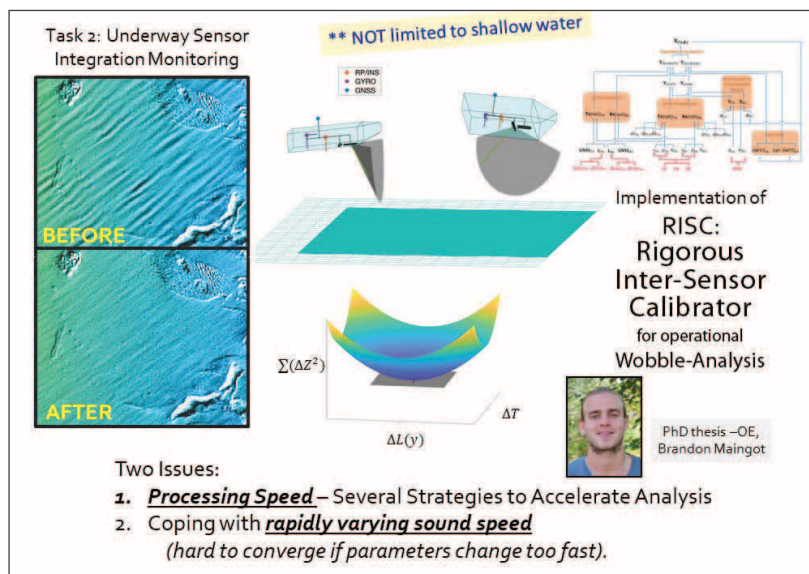 Task 2: Underway Sensor
Integration Monitoring
** NOT limited to shallow water
RP/INS
GYRO
GNSS
BEFORE
AFTER
Implementation of
RISC:
Rigorous
Inter-Sensor
Calibrator
for operational
Wobble-Analysis
∑(ΔZ²)
ΔT
ΔL(y)
PhD thesis –OE,
Brandon Maingot
Two Issues:
1. Processing Speed – Several Strategies to Accelerate Analysis
2. Coping with rapidly varying sound speed
(hard to converge if parameters change too fast).